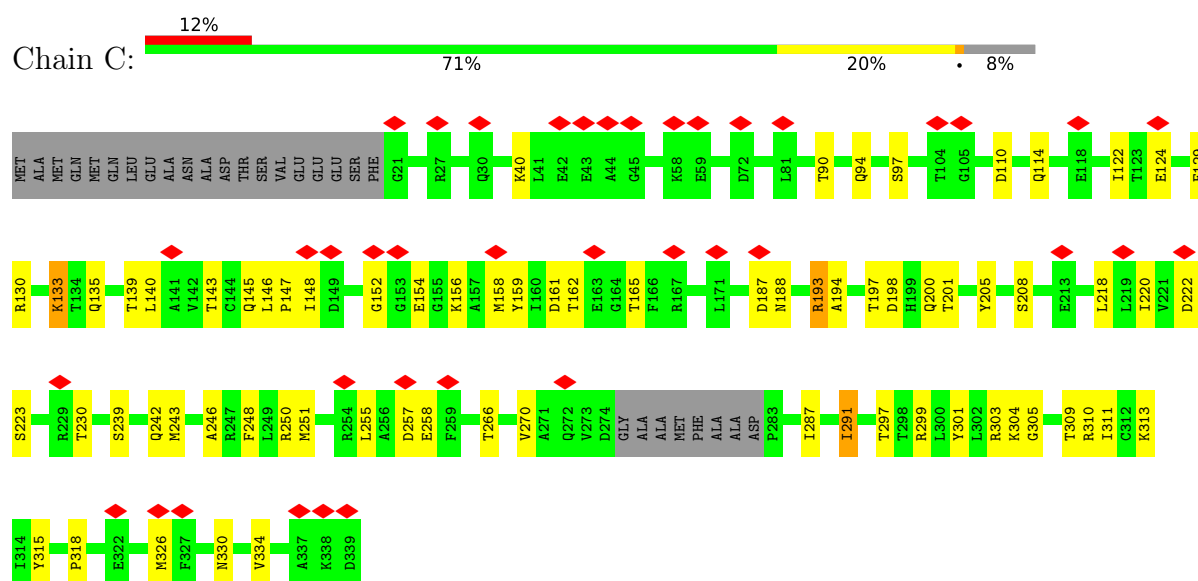 12%
Chain C:
71% 20% • 8%
MET ALA MET GLN MET GLN LEU GLU ALA ASN ALA ASP THR SER VAL GLU GLU GLU SER PHE G21 R27 Q30 K40 L41 E42 E43 A44 G45 K58 E59 D72 L81 T90 Q94 S97 T104 G105 D110 Q114 E118 I122 T123 E124
R130 K133 T134 Q135 T139 L140 A141 V142 T143 C144 Q145 L146 P147 I148 D149 G152 G153 E154 G155 K156 A157 M158 Y159 I160 D161 T162 E163 G164 T165 F166 R167 L171 D187 N188 R193 A194 T197 D198 H199 Q200 T201 Y205 S208 E213 L218 L219 I220 V221 D222
S223 R229 T230 S239 Q242 M243 A246 R247 F248 L249 R250 M251 R254 L255 A256 D257 E258 F259 T266 V270 A271 Q272 V273 D274 GLY ALA ALA MET PHE ALA ALA ASP P283 I287 I291 T297 T298 R299 L300 Y301 L302 R303 K304 G305 T309 R310 I311 C312 K313
I314 Y315 P318 E322 M326 F327 N330 V334 A337 K338 D339